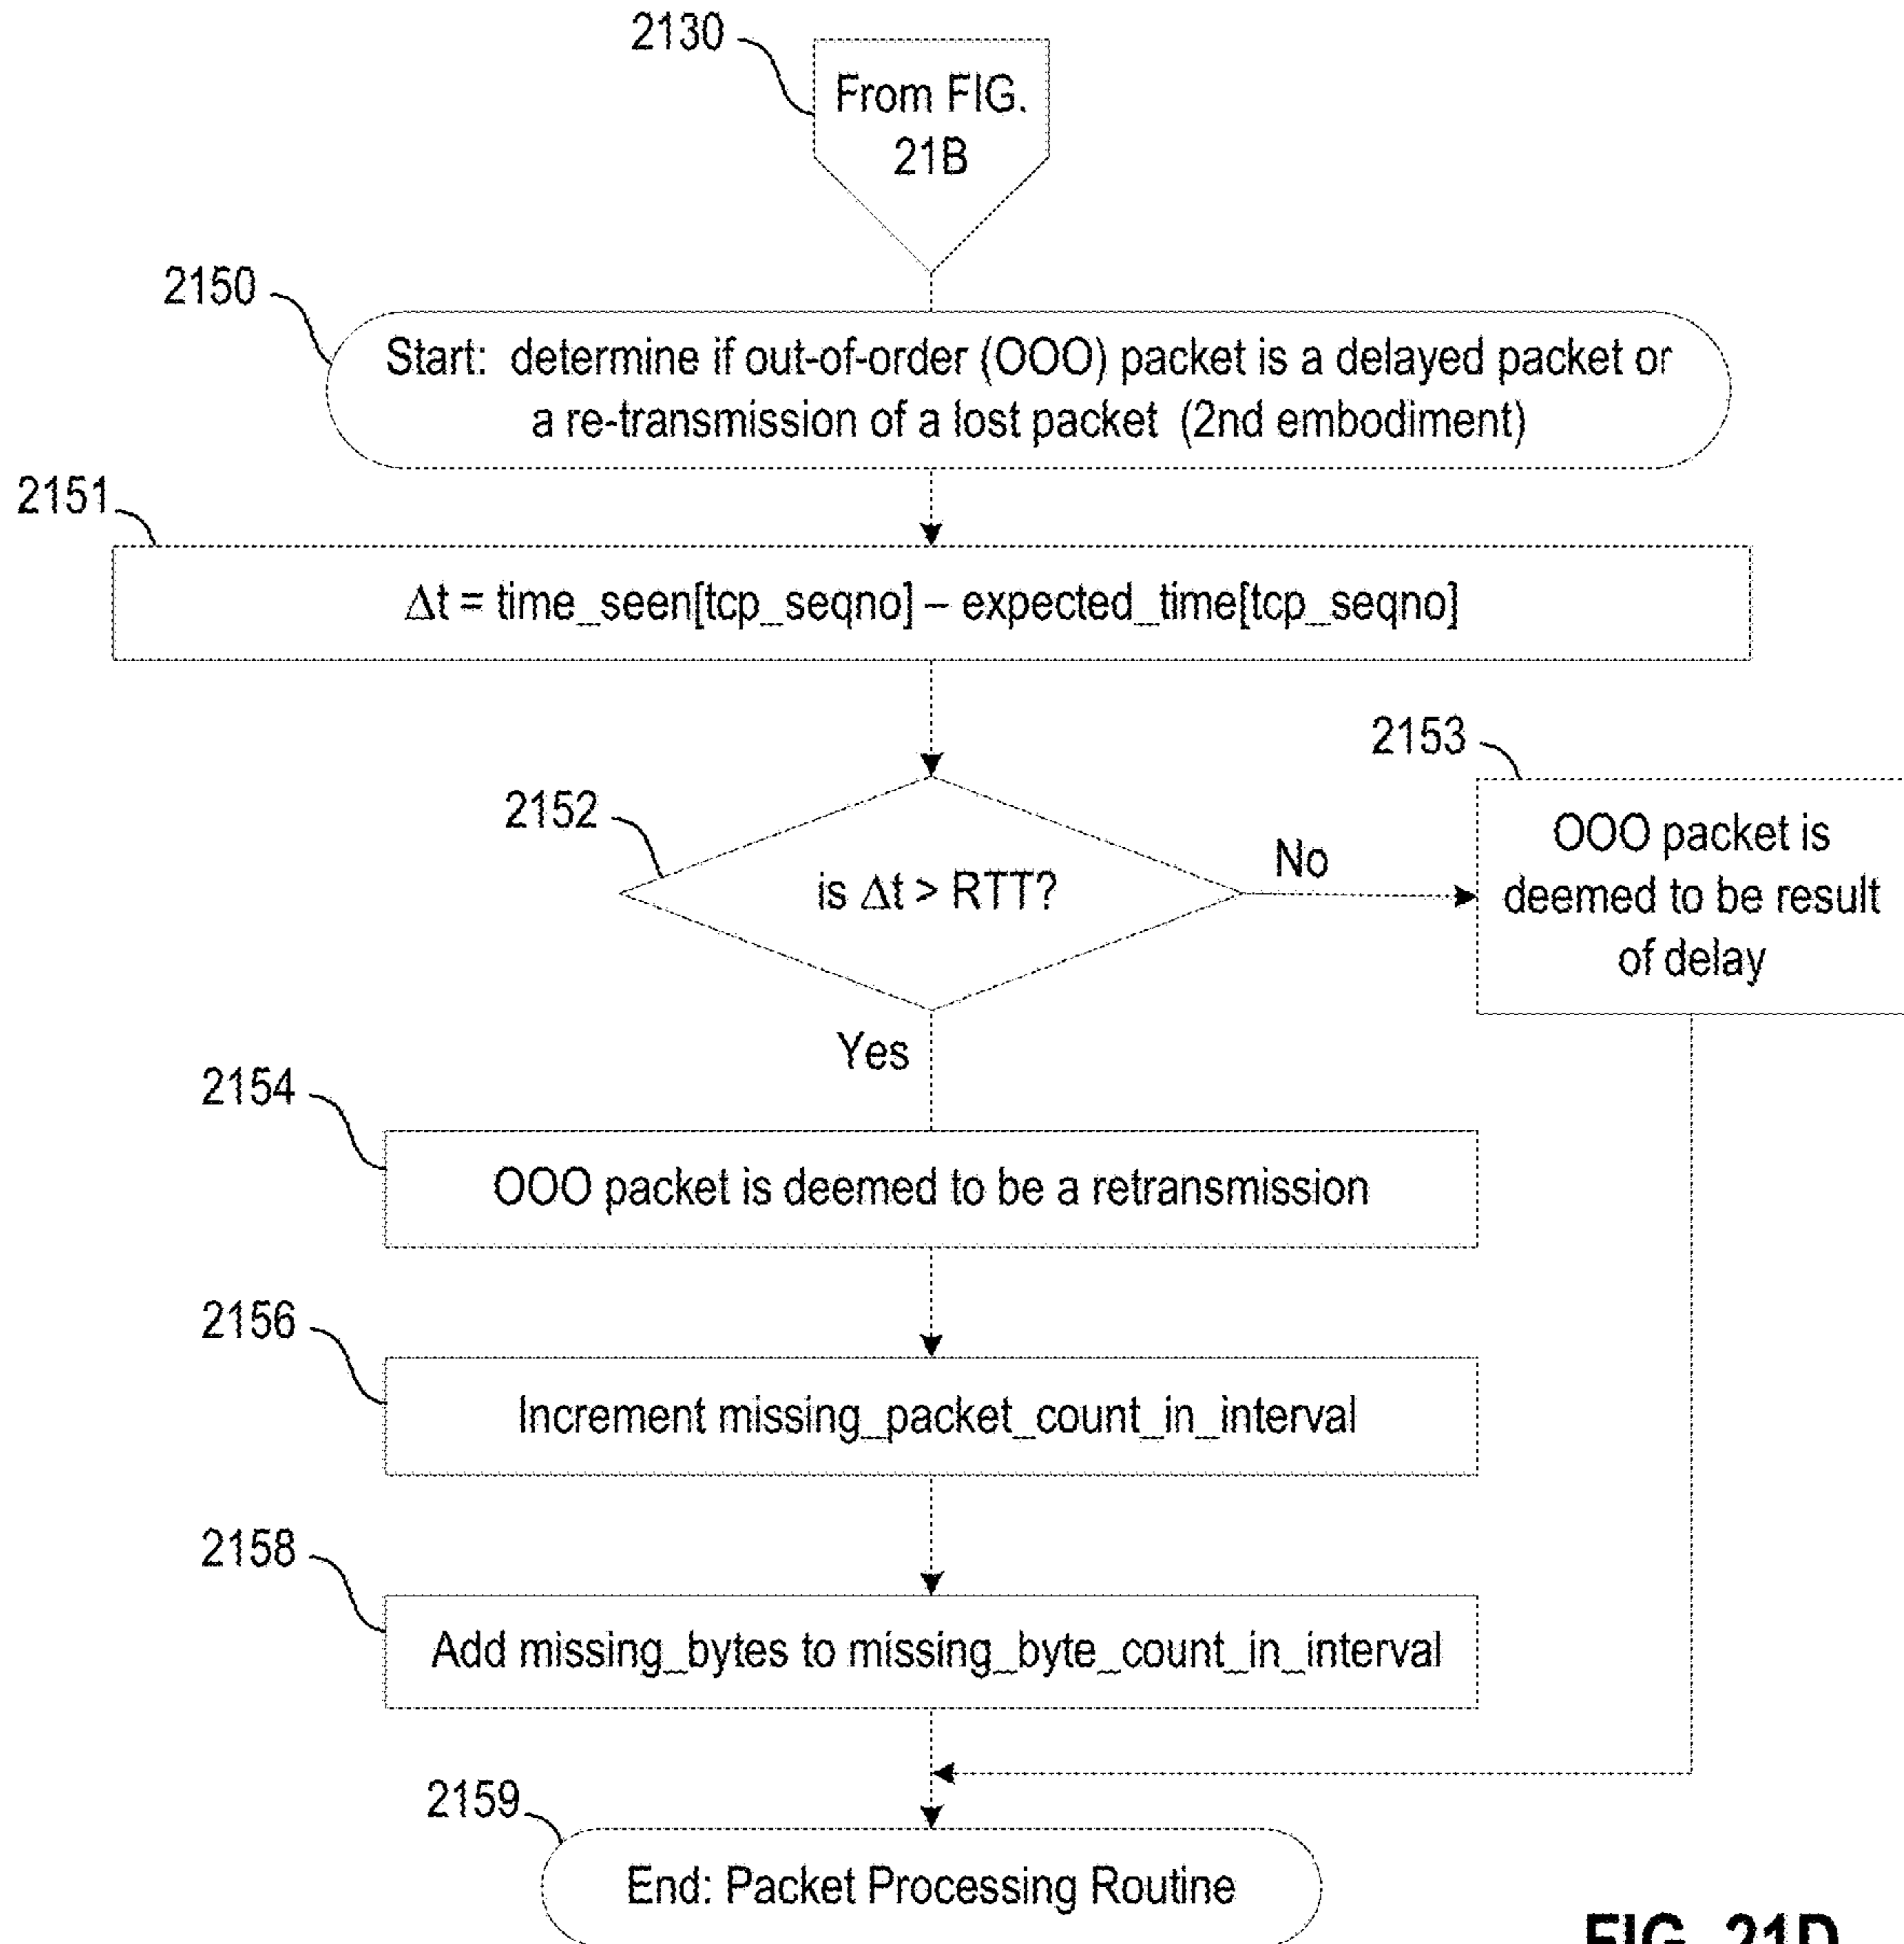 2130
From FIG.
21B
2150
Start: determine if out-of-order (OOO) packet is a delayed packet or
a re-transmission of a lost packet (2nd embodiment)
2151
Δt = time_seen[tcp_seqno] – expected_time[tcp_seqno]
2152
is Δt > RTT?
No
2153
OOO packet is
deemed to be result
of delay
Yes
2154
OOO packet is deemed to be a retransmission
2156
Increment missing_packet_count_in_interval
2158
Add missing_bytes to missing_byte_count_in_interval
2159
End: Packet Processing Routine
FIG. 21D